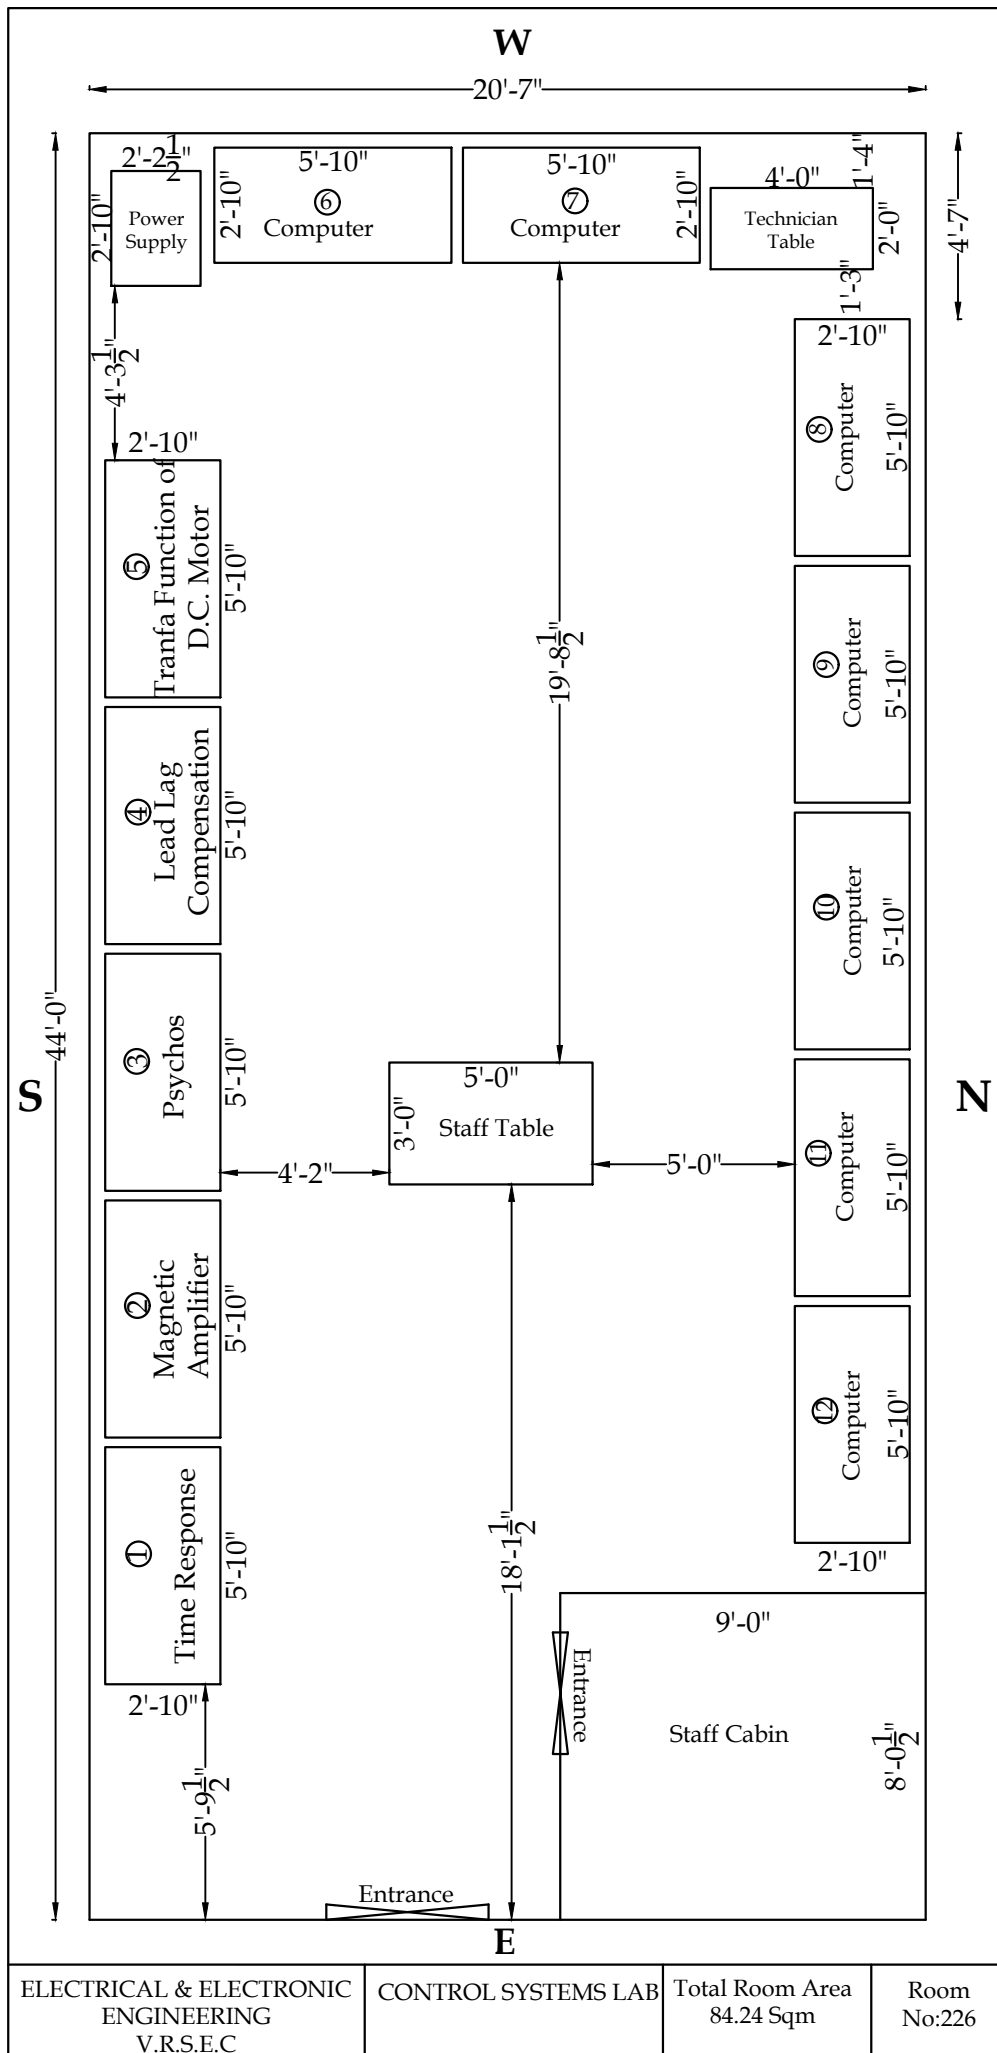 W
20'-7"
2'-2 1/2"
2'-10"
Power
Supply
5'-10"
2'-10"
6
Computer
5'-10"
7
Computer
2'-10"
4'-0"
1'-4"
Technician
Table
2'-0"
4'-7"
1'-3"
4'-3 1/2"
2'-10"
8
Computer
5'-10"
2'-10"
5
Tranfa Function of
D.C. Motor
5'-10"
19'-8 1/2"
9
Computer
5'-10"
4
Lead Lag
Compensation
5'-10"
10
Computer
5'-10"
44'-0"
S
3
Psychos
5'-10"
5'-0"
3'-0"
Staff Table
4'-2"
5'-0"
11
Computer
5'-10"
N
2
Magnetic
Amplifier
5'-10"
12
Computer
5'-10"
2'-10"
1
Time Response
5'-10"
2'-10"
18'-1 1/2"
9'-0"
Entrance
Staff Cabin
8'-0 1/2"
5'-9 1/2"
Entrance
E
ELECTRICAL & ELECTRONIC
ENGINEERING
V.R.S.E.C
CONTROL SYSTEMS LAB
Total Room Area
84.24 Sqm
Room
No:226